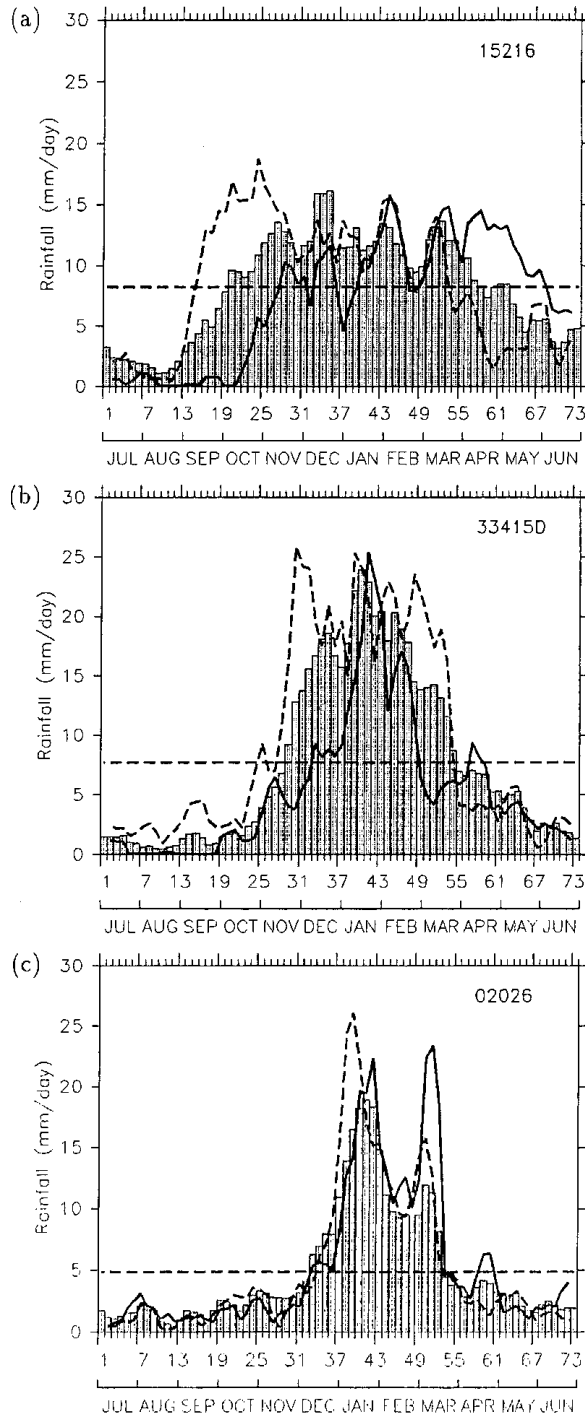 (a)
30
15216
25
20
Rainfall (mm/day)
15
10
5
0
1 7 13 19 25 31 37 43 49 55 61 67 73
JUL AUG SEP OCT NOV DEC JAN FEB MAR APR MAY JUN
(b)
30
33415D
25
20
Rainfall (mm/day)
15
10
5
0
1 7 13 19 25 31 37 43 49 55 61 67 73
JUL AUG SEP OCT NOV DEC JAN FEB MAR APR MAY JUN
(c)
30
02026
25
20
Rainfall (mm/day)
15
10
5
0
1 7 13 19 25 31 37 43 49 55 61 67 73
JUL AUG SEP OCT NOV DEC JAN FEB MAR APR MAY JUN